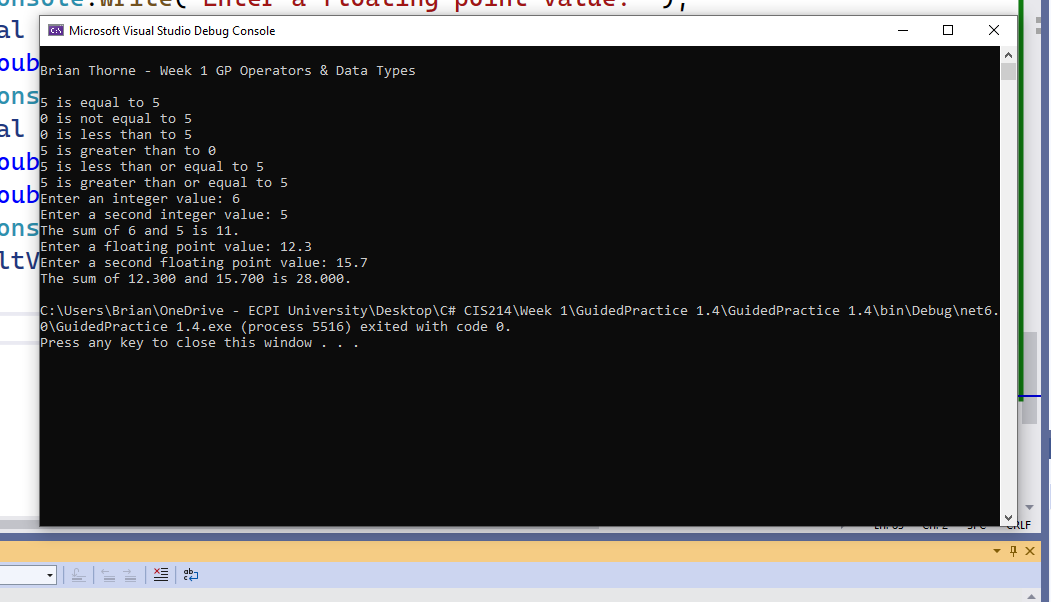 onsole.Write("Enter a floating point value: ");
al
Microsoft Visual Studio Debug Console
oub
Brian Thorne - Week 1 GP Operators & Data Types
ons
5 is equal to 5
0 is not equal to 5
al
0 is less than to 5
5 is greater than to 0
oub
5 is less than or equal to 5
5 is greater than or equal to 5
oub
Enter an integer value: 6
Enter a second integer value: 5
ons
The sum of 6 and 5 is 11.
Enter a floating point value: 12.3
ltV
Enter a second floating point value: 15.7
The sum of 12.300 and 15.700 is 28.000.
C:\Users\Brian\OneDrive - ECPI University\Desktop\C# CIS214\Week 1\GuidedPractice 1.4\GuidedPractice 1.4\bin\Debug\net6.
0\GuidedPractice 1.4.exe (process 5516) exited with code 0.
Press any key to close this window . . .
CRLF